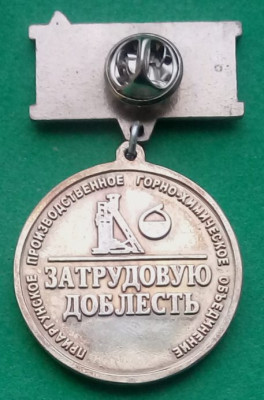 ПРИАРГУНСКОЕ ПРОИЗВОДСТВЕННОЕ ГОРНО-ХИМИЧЕСКОЕ ОБЪЕДИНЕНИЕ
ЗА ТРУДОВУЮ
ДОБЛЕСТЬ